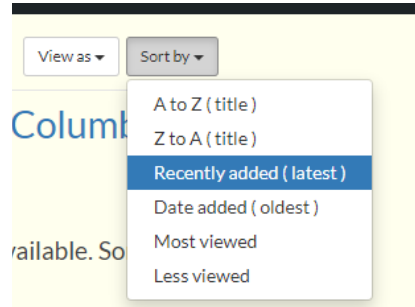 View as
Sort by
A to Z ( title )
Z to A ( title )
Recently added ( latest )
Date added ( oldest )
Most viewed
Less viewed